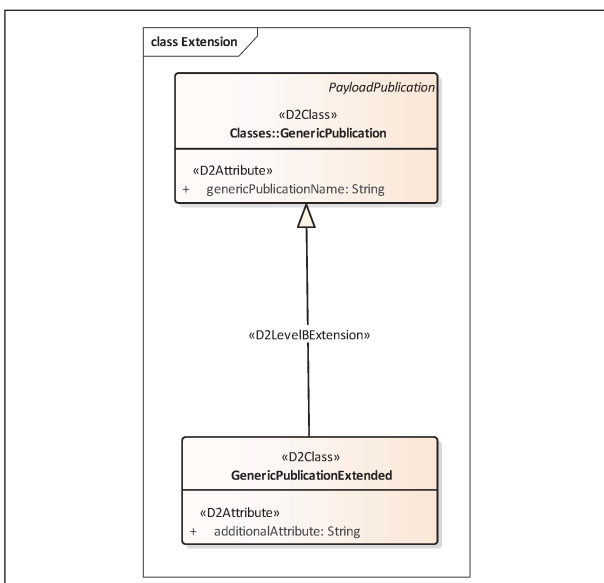 class Extension
PayloadPublication
«D2Class»
Classes::GenericPublication
«D2Attribute»
+ genericPublicationName: String
«D2LevelBExtension»
«D2Class»
GenericPublicationExtended
«D2Attribute»
+ additionalAttribute: String